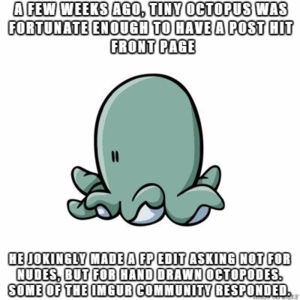 A FEW WEEKS AGO, TINY OCTOPUS WAS
FORTUNATE ENOUGH TO HAVE A POST HIT
FRONT PAGE
HE JOKINGLY MADE A FP EDIT ASKING NOT FOR
NUDES, BUT FOR HAND DRAWN OCTOPODES.
SOME OF THE IMGUR COMMUNITY RESPONDED.